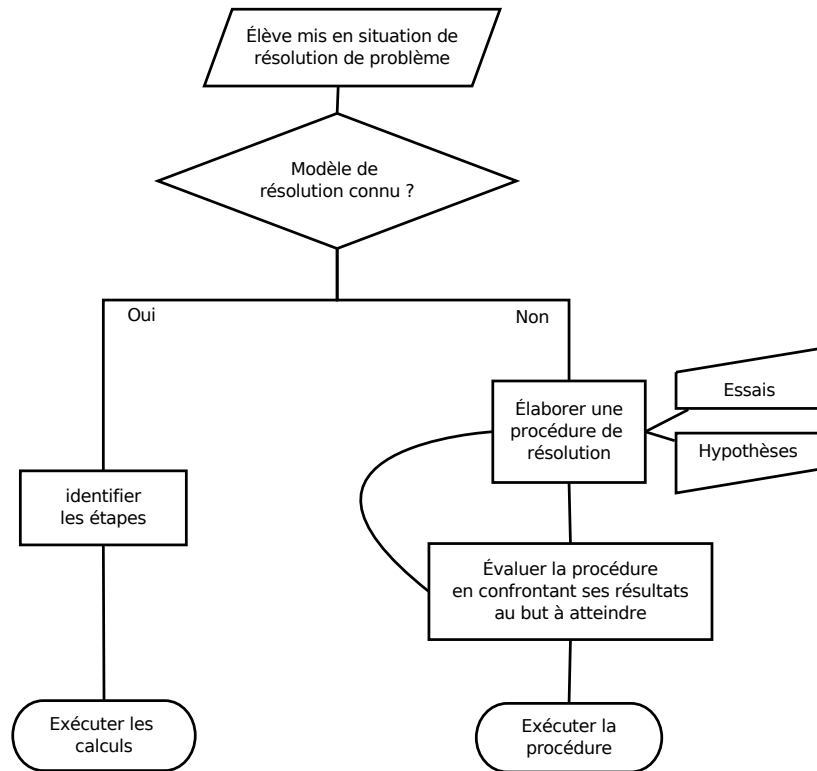 Élève mis en situation de
résolution de problème
Modèle de
résolution connu ?
Oui
Non
Essais
Élaborer une
procédure de
résolution
Hypothèses
identifier
les étapes
Évaluer la procédure
en confrontant ses résultats
au but à atteindre
Exécuter les
calculs
Exécuter la
procédure